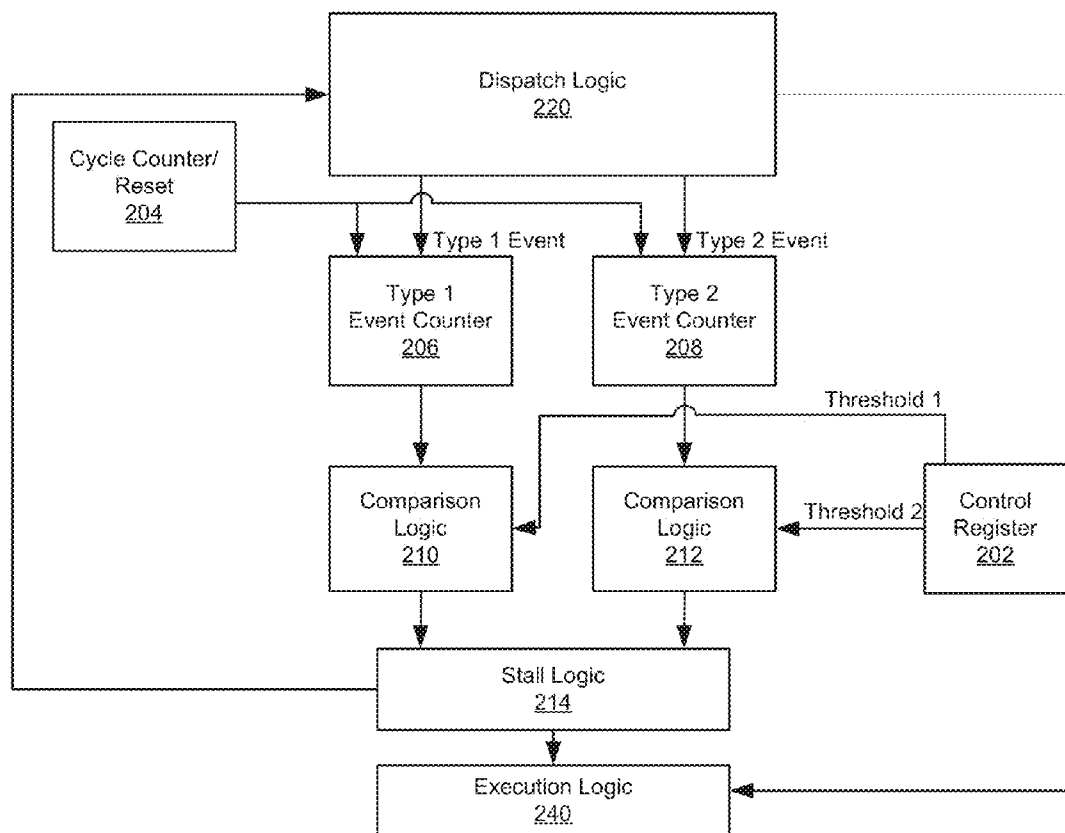 Dispatch Logic
220
Cycle Counter/
Reset
204
Type 1 Event
Type 2 Event
Type 1
Event Counter
206
Type 2
Event Counter
208
Threshold 1
Comparison
Logic
210
Comparison
Logic
212
Threshold 2
Control
Register
202
Stall Logic
214
Execution Logic
240